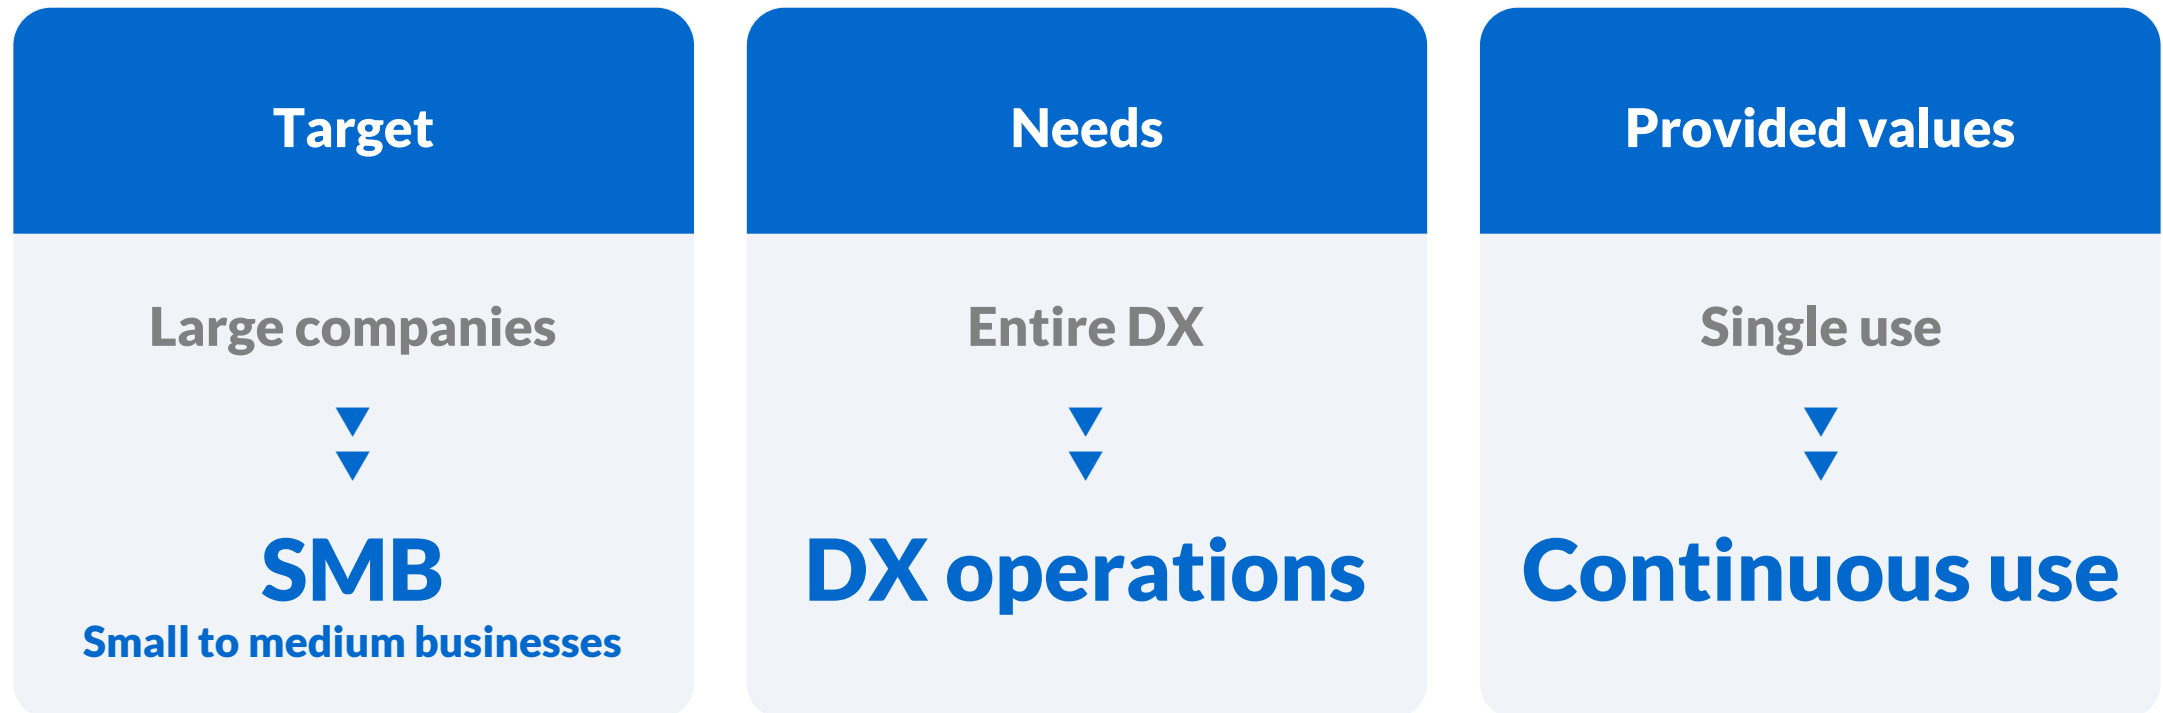 Target
Large companies
SMB
Small to medium businesses
Needs
Entire DX
DX operations
Provided values
Single use
Continuous use